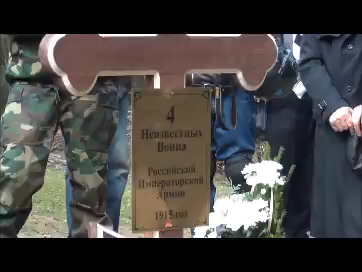 4
Неизвестных
Воина
Российской
Императорской
Армии
1915 год